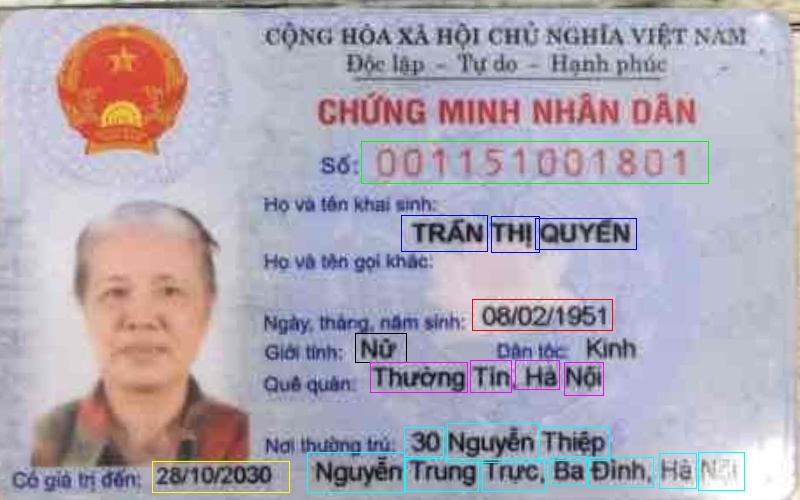 CỘNG HÒA XÃ HỘI CHỦ NGHĨA VIỆT NAM
Độc lập - Tự do - Hạnh phúc
CHỨNG MINH NHÂN DÂN
Số: 001151001801
Họ và tên khai sinh:
TRẦN THỊ QUYÊN
Họ và tên gọi khác:
Ngày, tháng, năm sinh: 08/02/1951
Giới tính: Nữ Dân tộc: Kinh
Quê quán: Thường Tín, Hà Nội
Nơi thường trú: 30 Nguyễn Thiệp
Có giá trị đến: 28/10/2030 Nguyễn Trung Trực, Ba Đình, Hà Nội